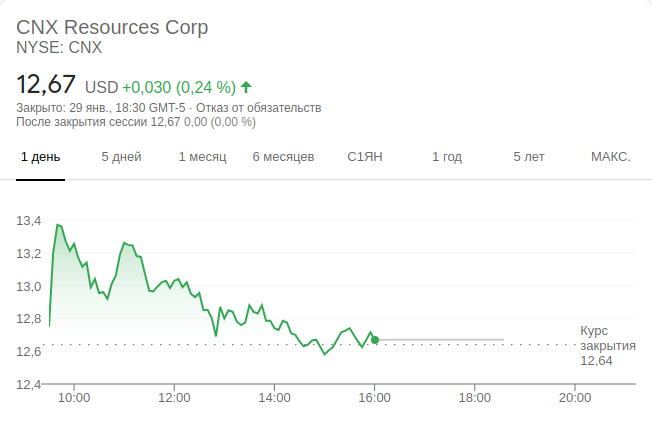 CNX Resources Corp
NYSE: CNX
12,67 USD +0,030 (0,24 %)
Закрыто: 29 янв., 18:30 GMT-5 · Отказ от обязательств
После закрытия сессии 12,67 0,00 (0,00 %)
1 день 5 дней 1 месяц 6 месяцев С1ЯН 1 год 5 лет МАКС.
13,4
13,2
13,0
12,8
12,6
12,4
Курс
закрытия
12,64
10:00 12:00 14:00 16:00 18:00 20:00